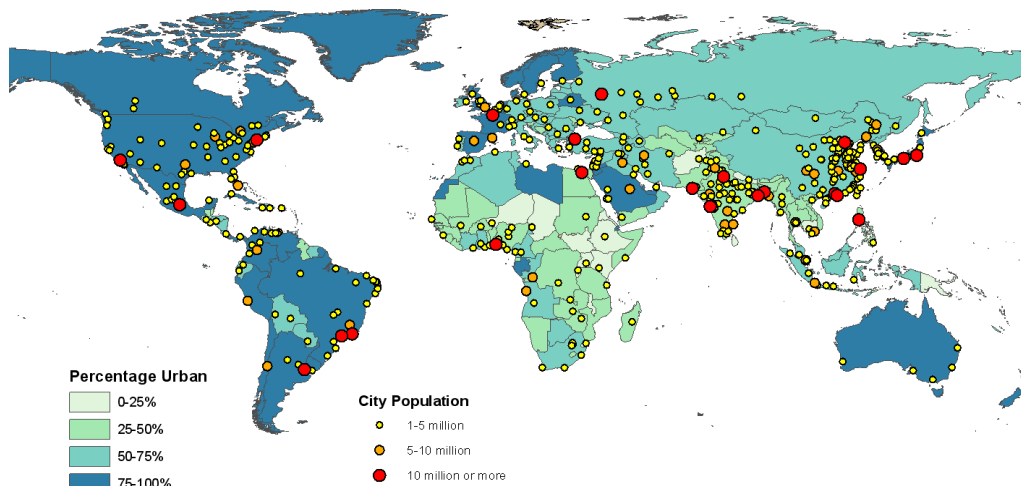 Percentage Urban
0-25%
25-50%
50-75%
75-100%
City Population
1-5 million
5-10 million
10 million or more